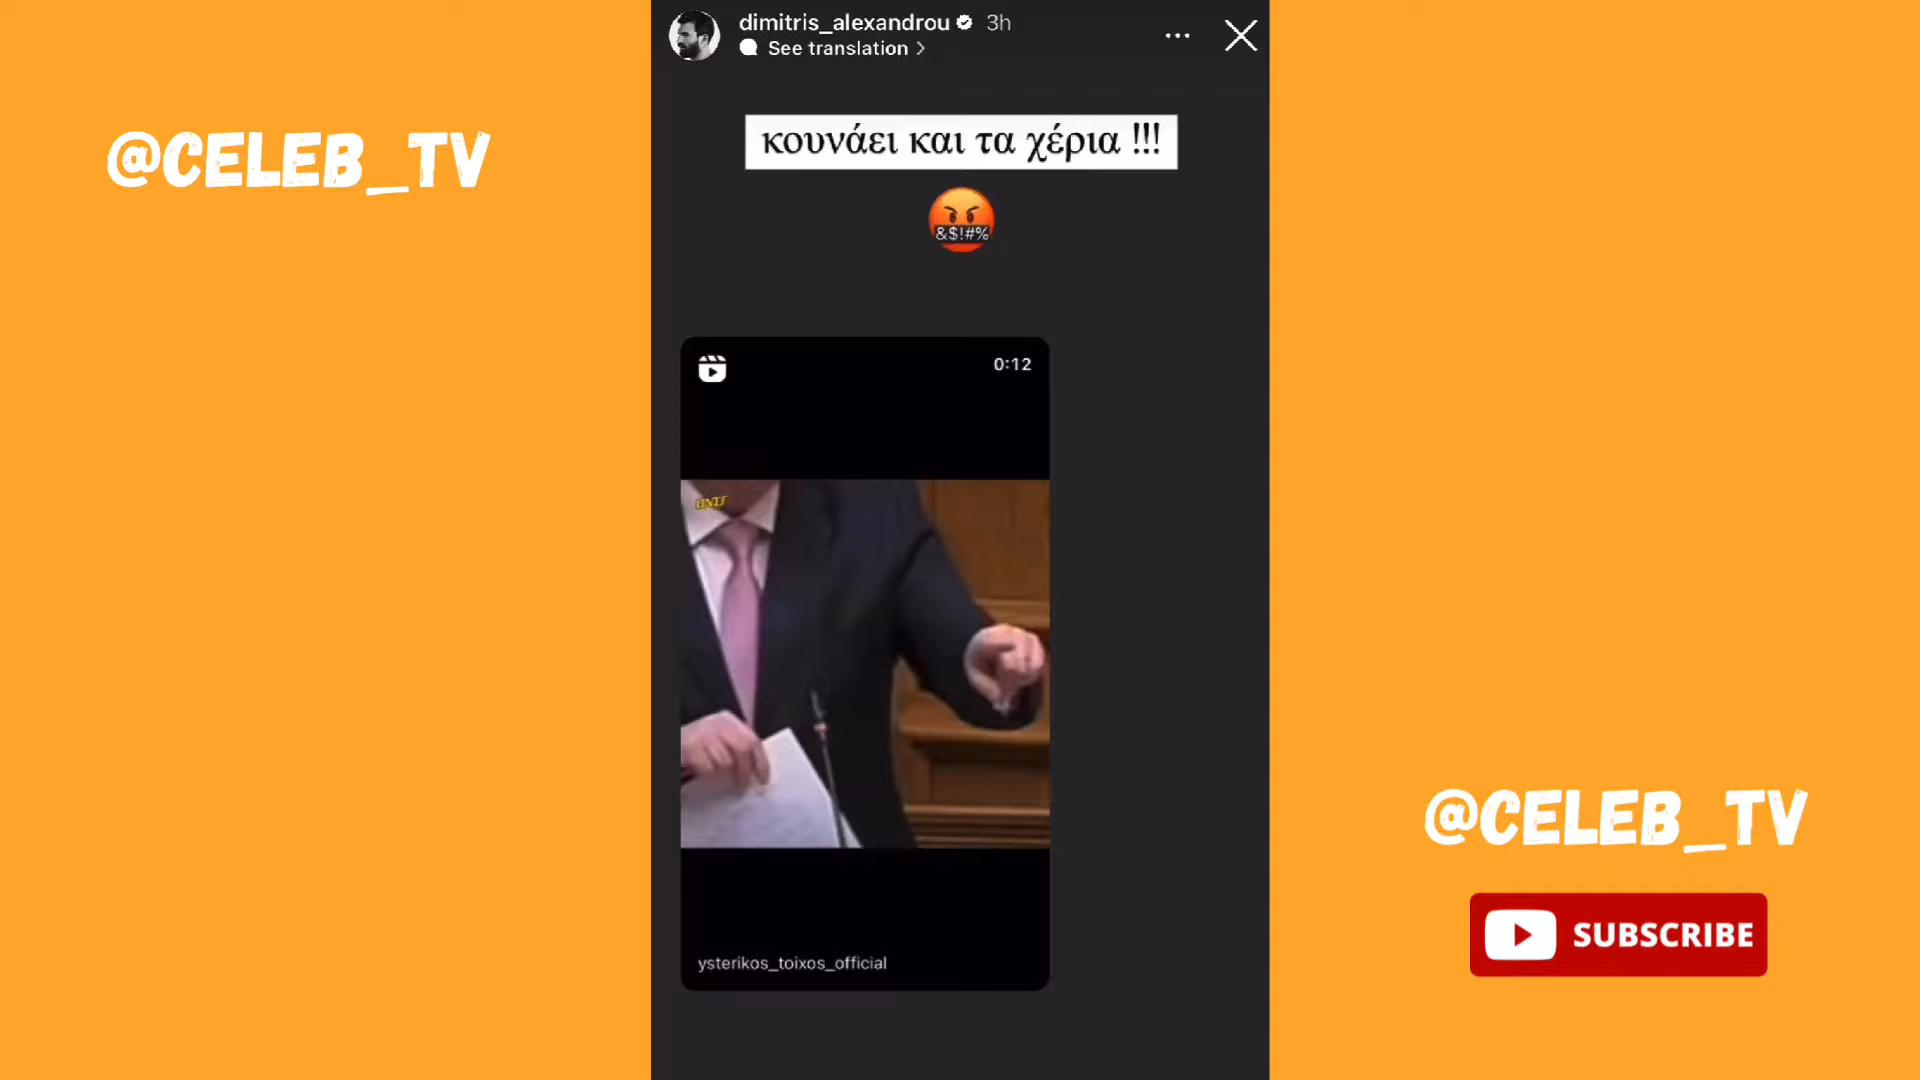 dimitris_alexandrou 3h
See translation >
@CELEB_TV
κουνάει και τα χέρια !!!
&$!#%
0:12
@CELEB_TV
SUBSCRIBE
ysterikos_toixos_official